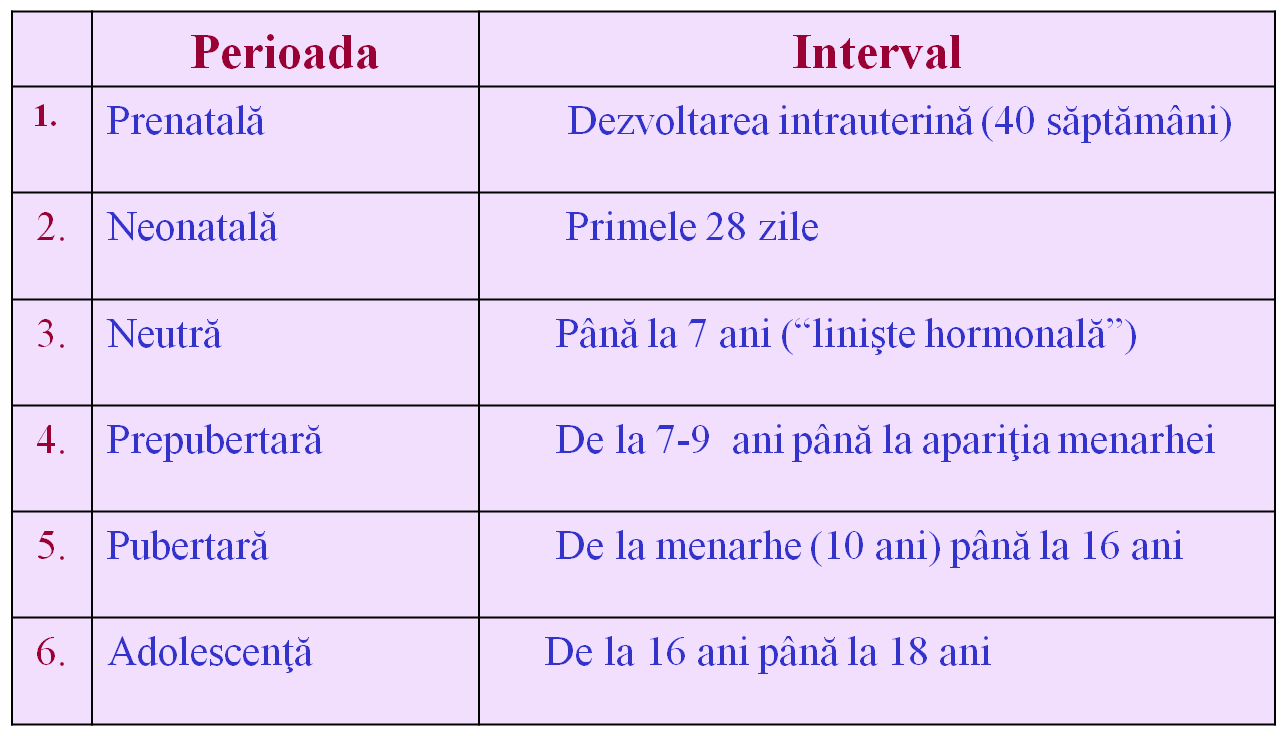 Perioada Interval
1. Prenatală Dezvoltarea intrauterină (40 săptămâni)
2. Neonatală Primele 28 zile
3. Neutră Până la 7 ani (“linişte hormonală”)
4. Prepubertară De la 7-9 ani până la apariţia menarhei
5. Pubertară De la menarhe (10 ani) până la 16 ani
6. Adolescenţă De la 16 ani până la 18 ani